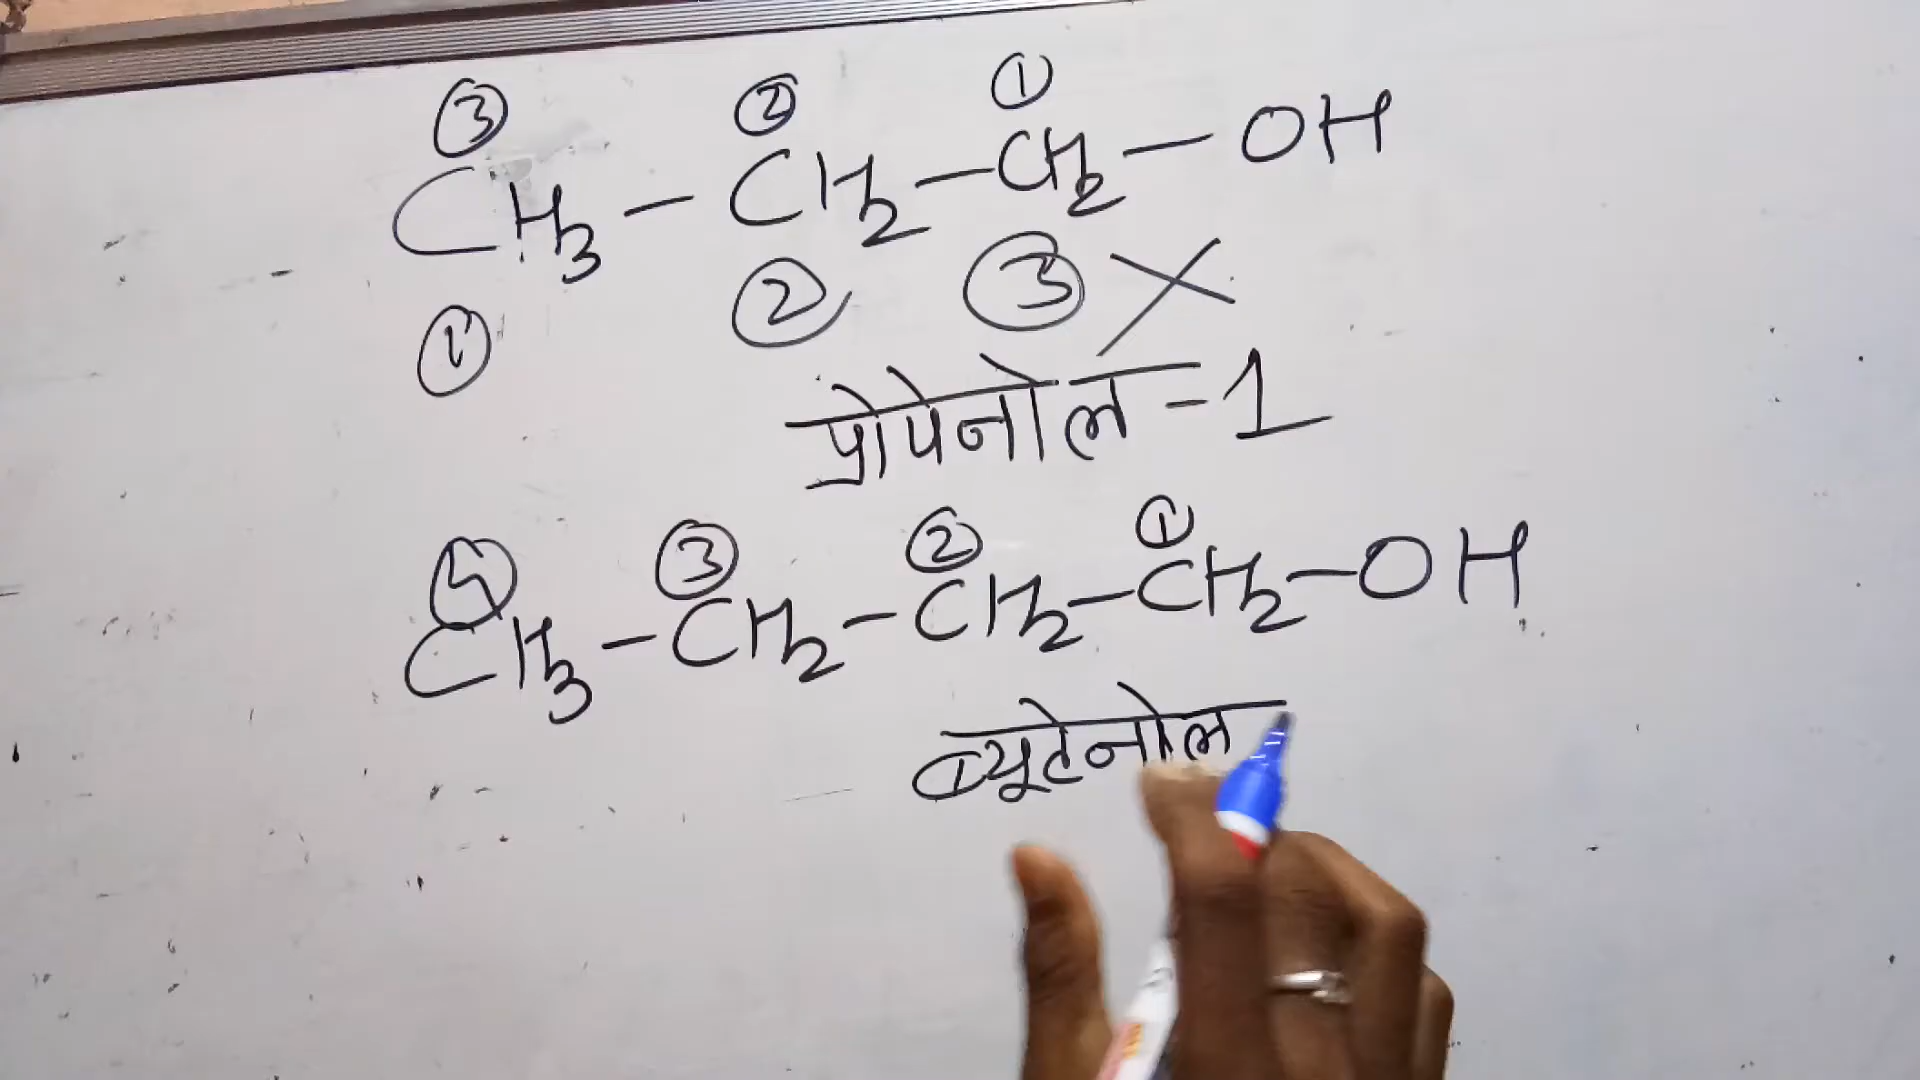 ③ ② ①
CH₃ – CH₂ – CH₂ – OH
① ② ③ ×
प्रोपेनोल - 1
④ ③ ② ①
CH₃ – CH₂ – CH₂ – CH₂ – OH
ब्यूटेनोल